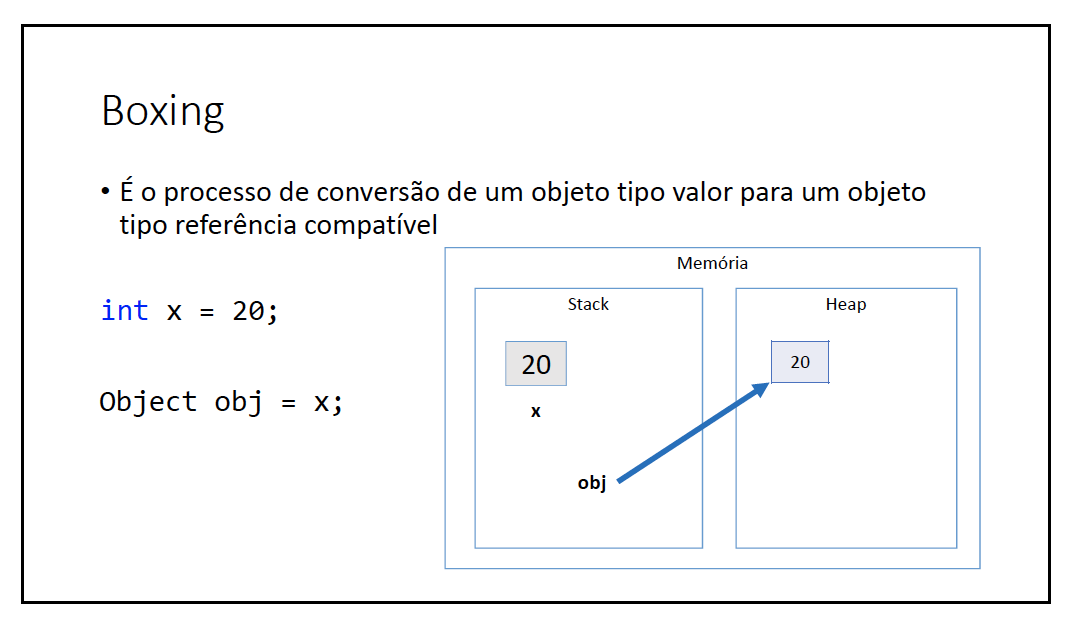 Boxing
• É o processo de conversão de um objeto tipo valor para um objeto
tipo referência compatível
int x = 20;
Object obj = x;
Memória
Stack
Heap
20
20
x
obj